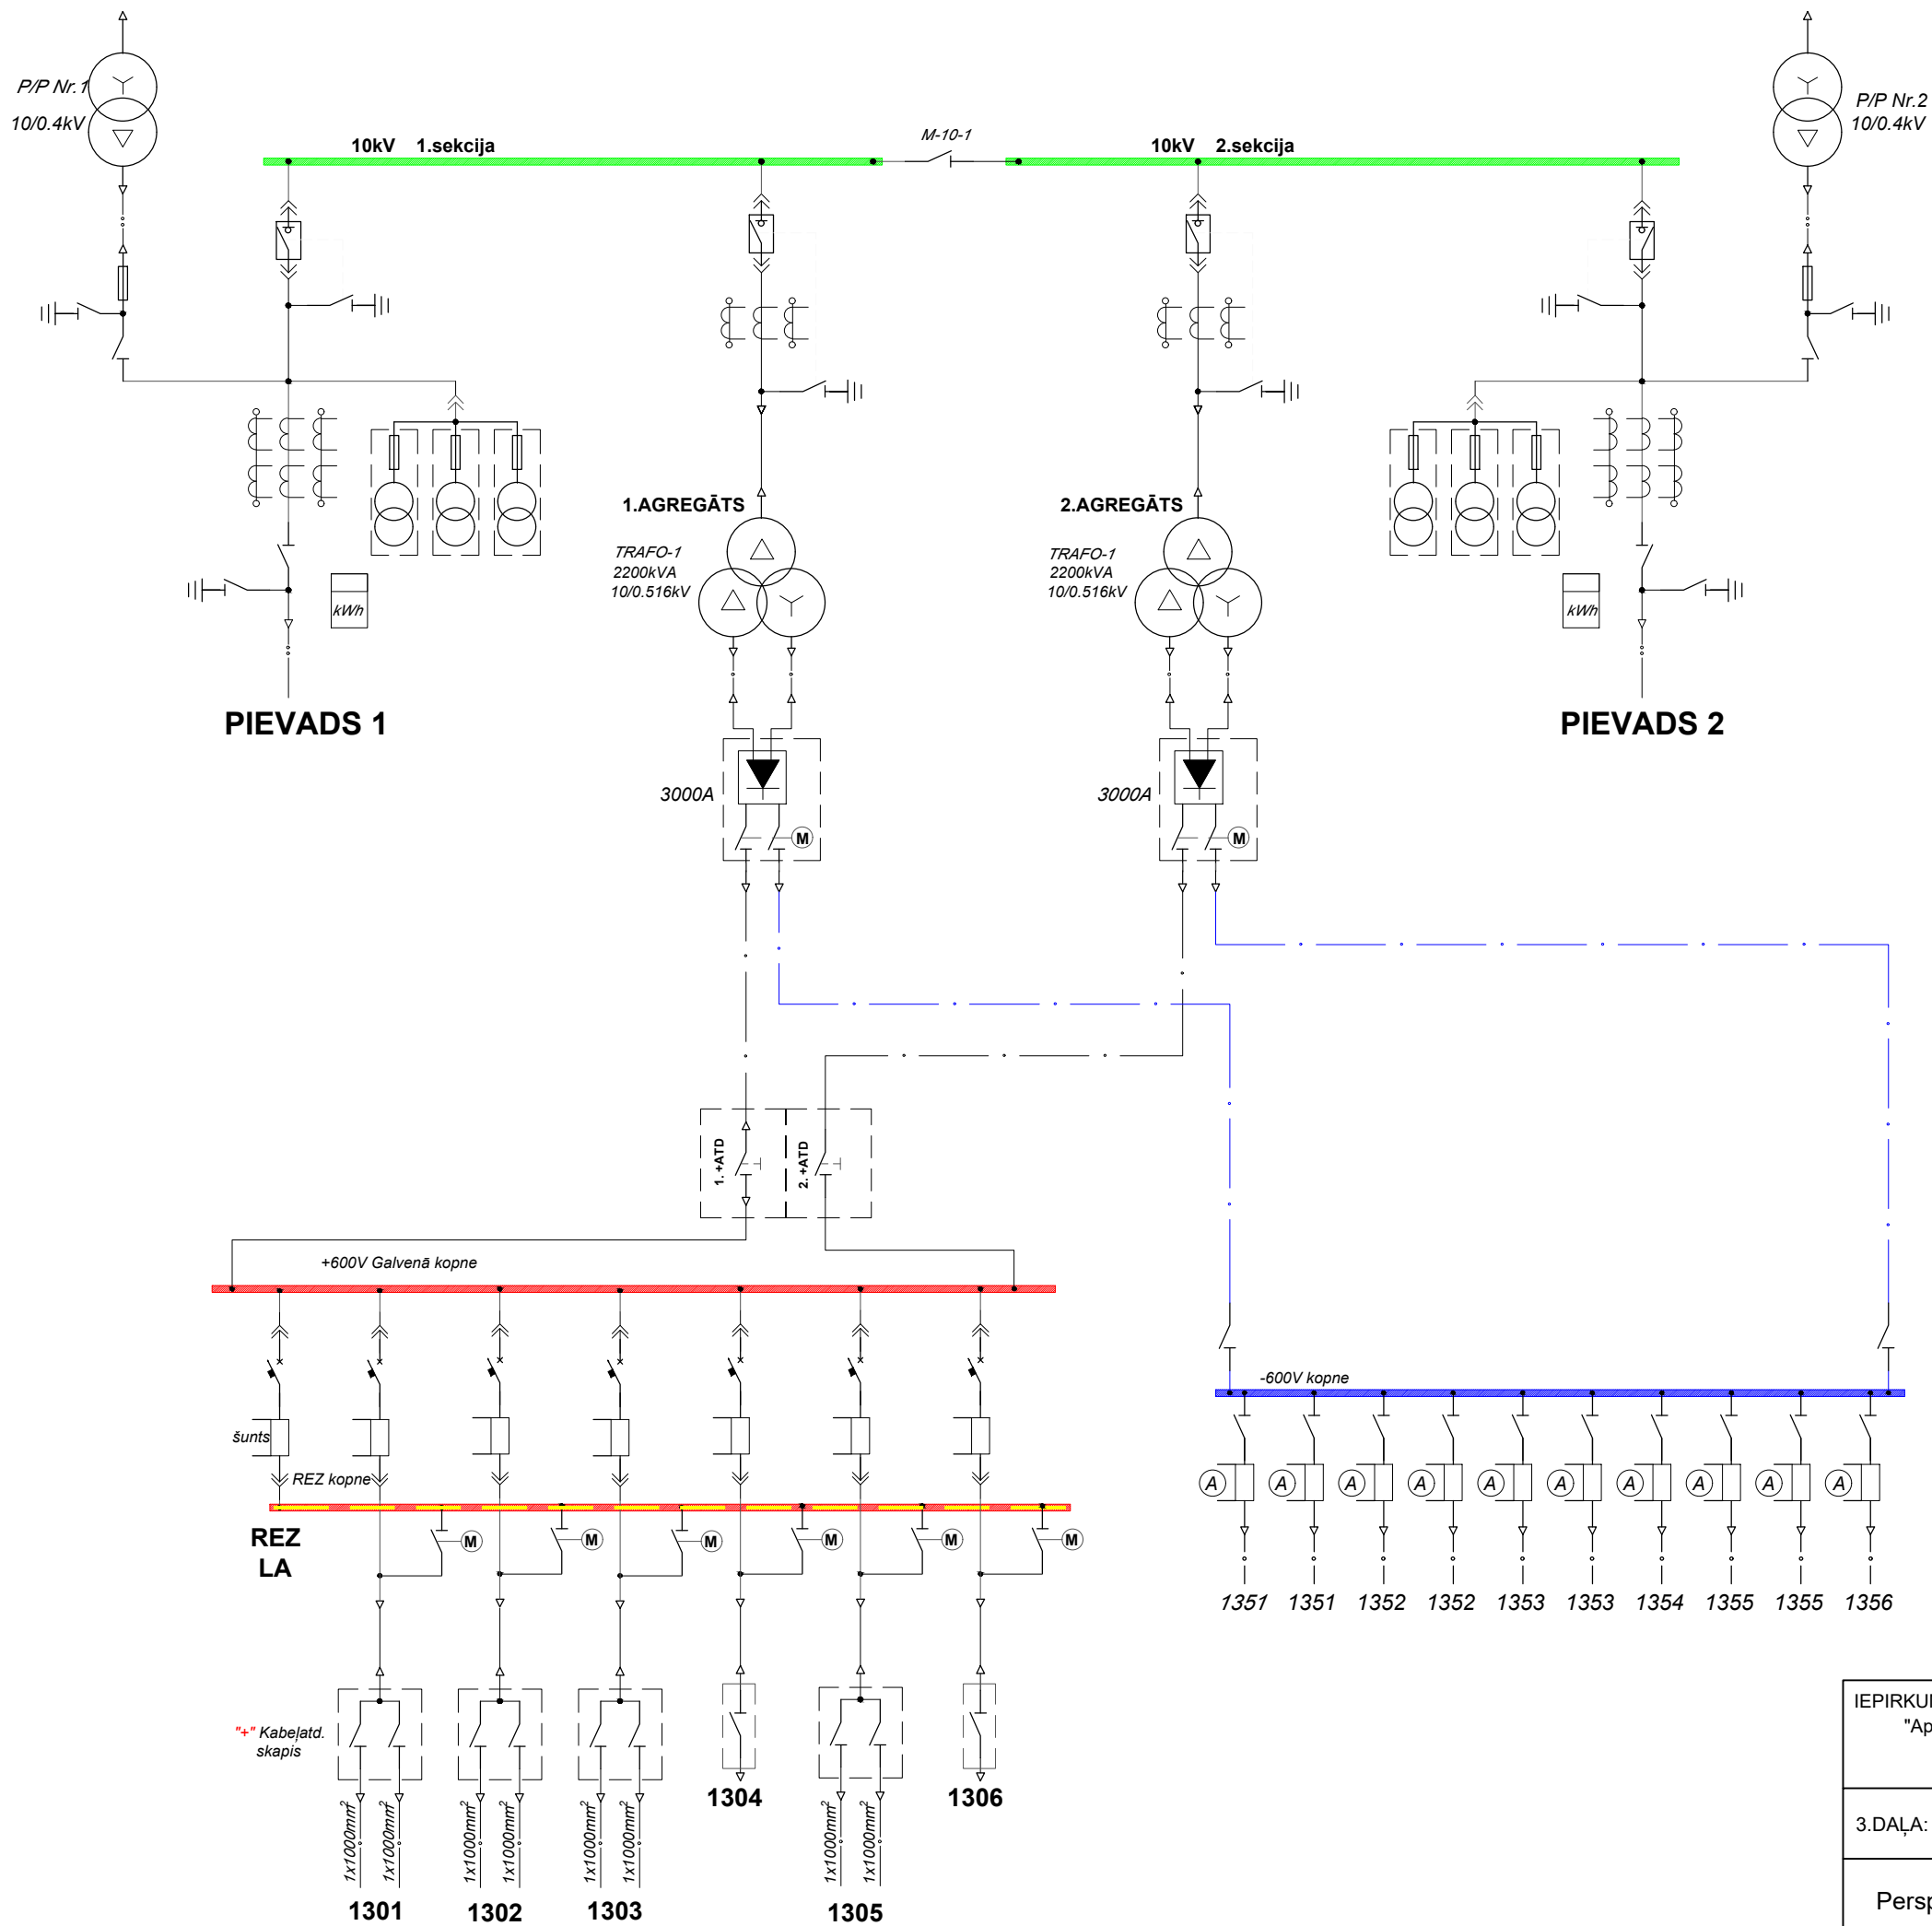 P/P Nr.1
10/0.4kV
P/P Nr.2
10/0.4kV
10kV 1.sekcija
M-10-1
10kV 2.sekcija
1.AGREGĀTS
TRAFO-1
2200kVA
10/0.516kV
2.AGREGĀTS
TRAFO-1
2200kVA
10/0.516kV
kWh
kWh
PIEVADS 1
PIEVADS 2
3000A
M
3000A
M
1. +ATD
2. +ATD
+600V Galvenā kopne
-600V kopne
šunts
REZ kopne
REZ
LA
M
M
M
M
M
M
A
A
A
A
A
A
A
A
A
A
1351
1351
1352
1352
1353
1353
1354
1355
1355
1356
"+" Kabeļatd.
skapis
1x1000mm²
1x1000mm²
1x1000mm²
1x1000mm²
1x1000mm²
1x1000mm²
1x1000mm²
1x1000mm²
1304
1306
1301
1302
1303
1305
3.DAĻA: